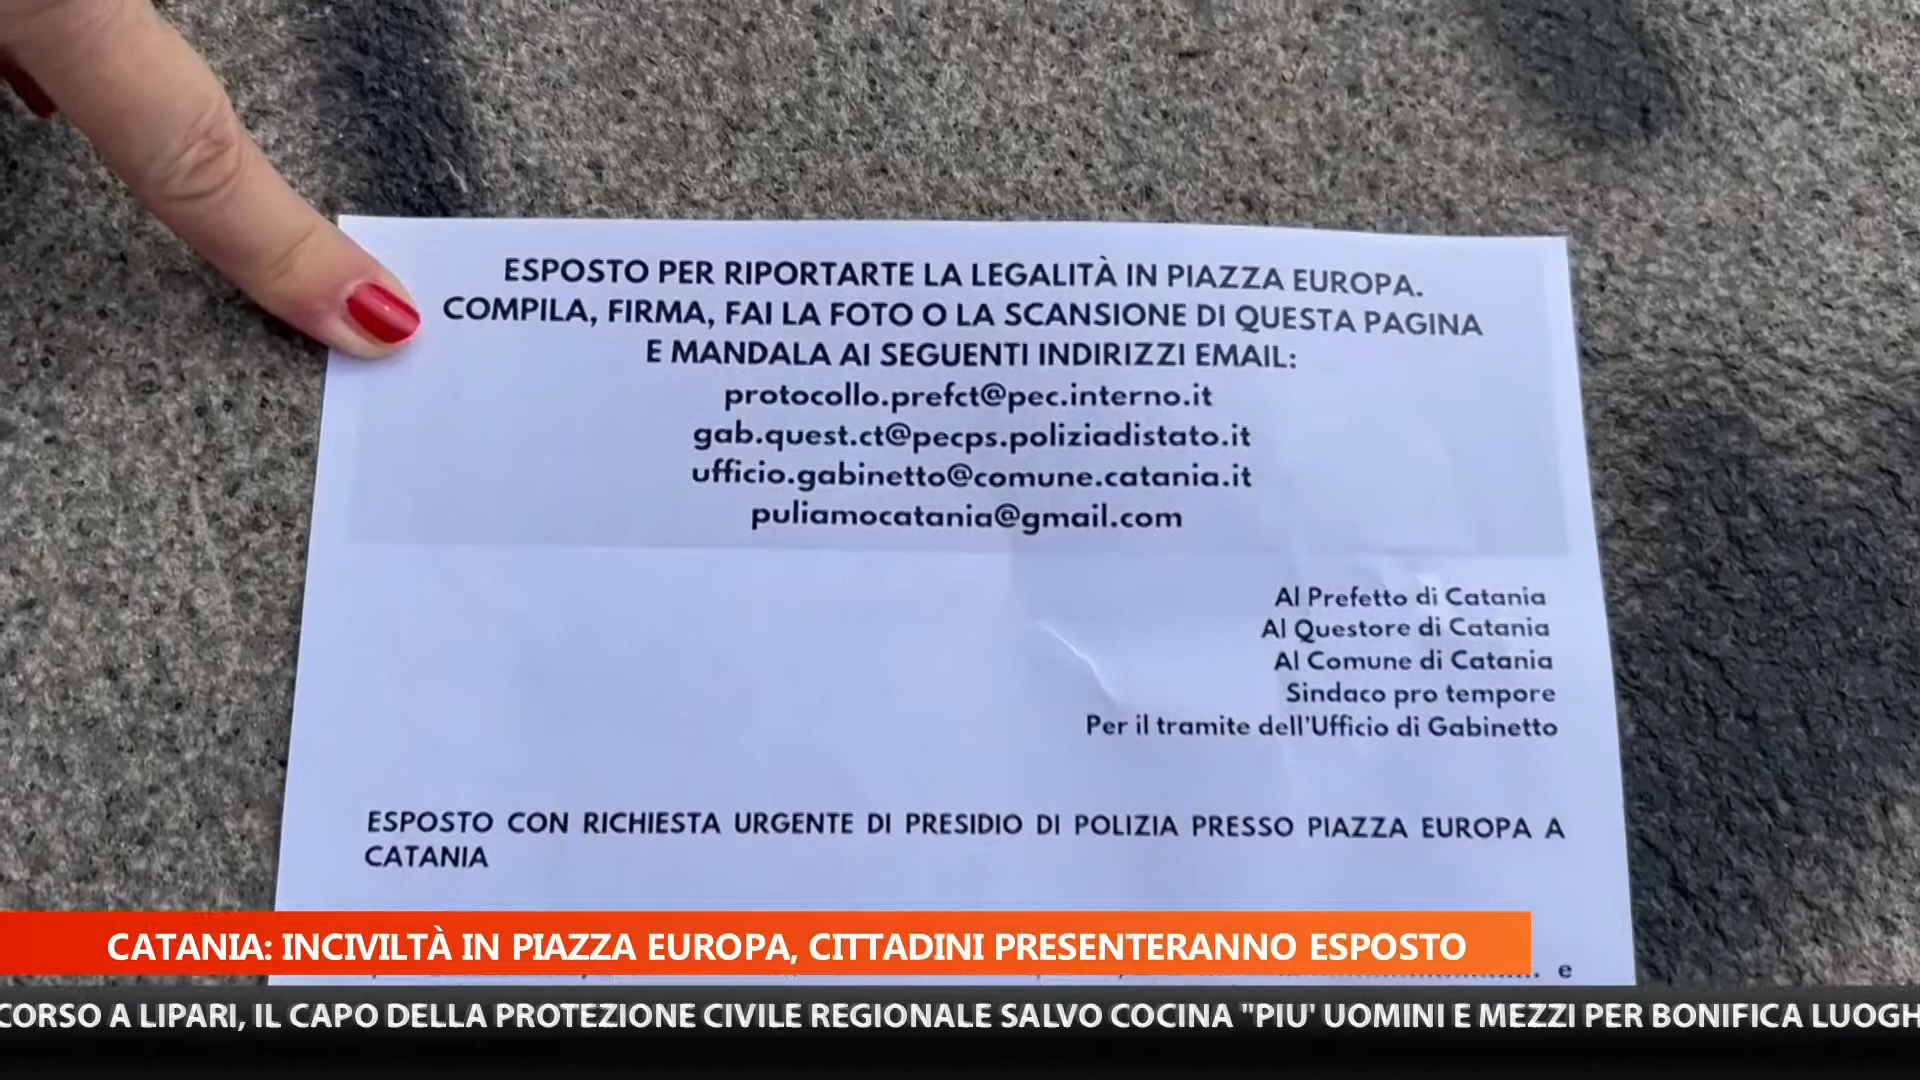 ESPOSTO PER RIPORTARTE LA LEGALITÀ IN PIAZZA EUROPA.
COMPILA, FIRMA, FAI LA FOTO O LA SCANSIONE DI QUESTA PAGINA
E MANDALA AI SEGUENTI INDIRIZZI EMAIL:
protocollo.prefct@pec.interno.it
gab.quest.ct@pecps.poliziadistato.it
ufficio.gabinetto@comune.catania.it
puliamocatania@gmail.com
Al Prefetto di Catania
Al Questore di Catania
Al Comune di Catania
Sindaco pro tempore
Per il tramite dell'Ufficio di Gabinetto
ESPOSTO CON RICHIESTA URGENTE DI PRESIDIO DI POLIZIA PRESSO PIAZZA EUROPA A
CATANIA
CATANIA: INCIVILTÀ IN PIAZZA EUROPA, CITTADINI PRESENTERANNO ESPOSTO
e
CORSO A LIPARI, IL CAPO DELLA PROTEZIONE CIVILE REGIONALE SALVO COCINA "PIU' UOMINI E MEZZI PER BONIFICA LUOGH